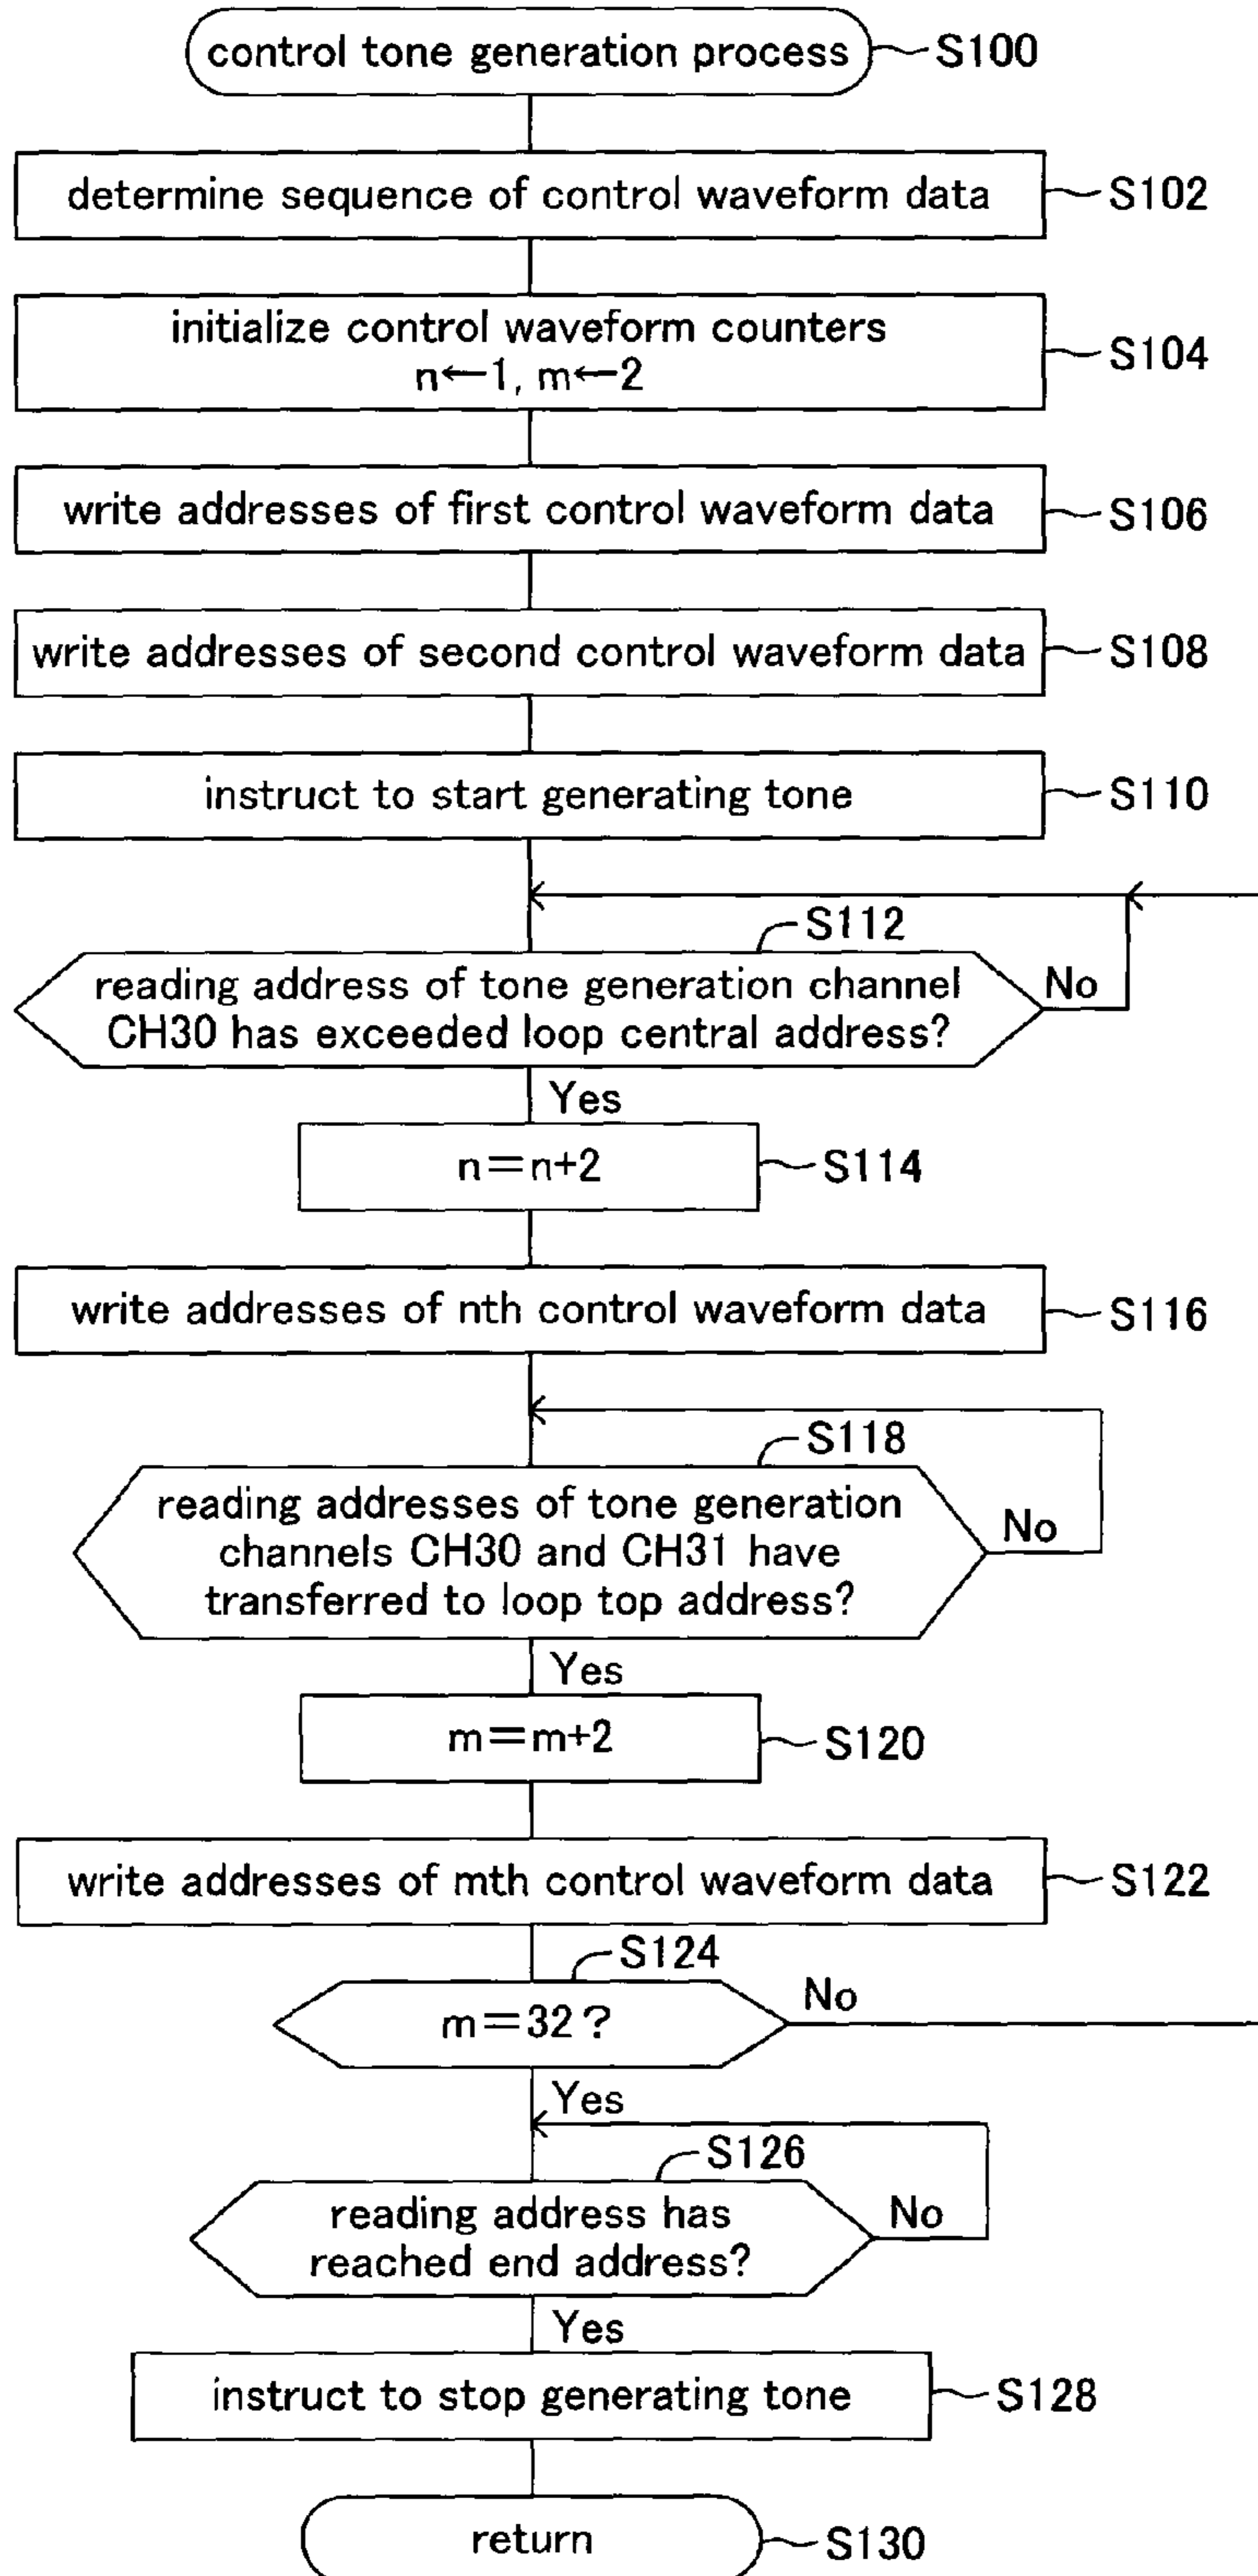 control tone generation process S100
determine sequence of control waveform data S102
initialize control waveform counters
n←1, m←2 S104
write addresses of first control waveform data S106
write addresses of second control waveform data S108
instruct to start generating tone S110
S112
reading address of tone generation channel
CH30 has exceeded loop central address?
No
Yes
n=n+2 S114
write addresses of nth control waveform data S116
S118
reading addresses of tone generation
channels CH30 and CH31 have
transferred to loop top address?
No
Yes
m=m+2 S120
write addresses of mth control waveform data S122
S124
m=32?
No
Yes
S126
reading address has
reached end address?
No
Yes
instruct to stop generating tone S128
return S130